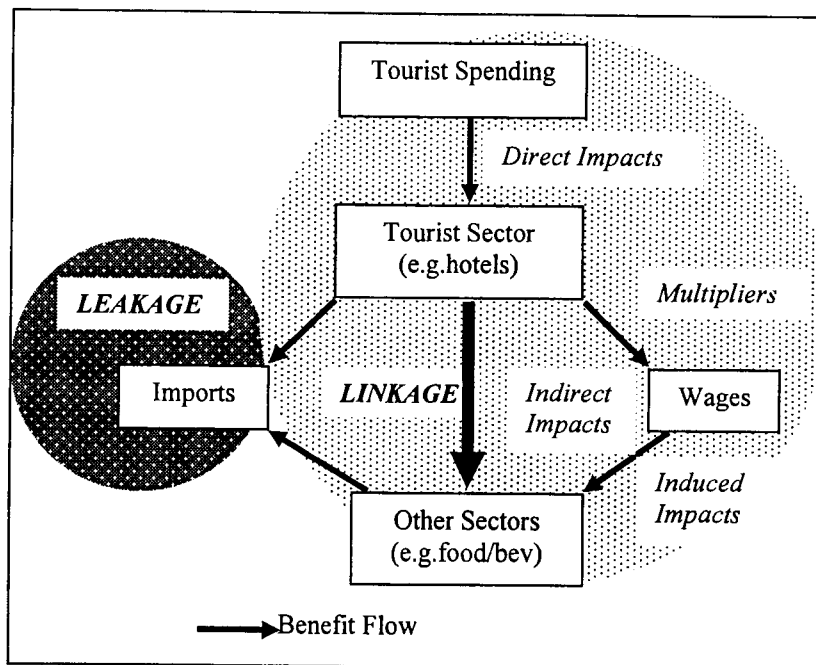 Tourist Spending
Direct Impacts
Tourist Sector
(e.g.hotels)
LEAKAGE
Multipliers
Imports
LINKAGE
Indirect
Impacts
Wages
Induced
Impacts
Other Sectors
(e.g.food/bev)
Benefit Flow